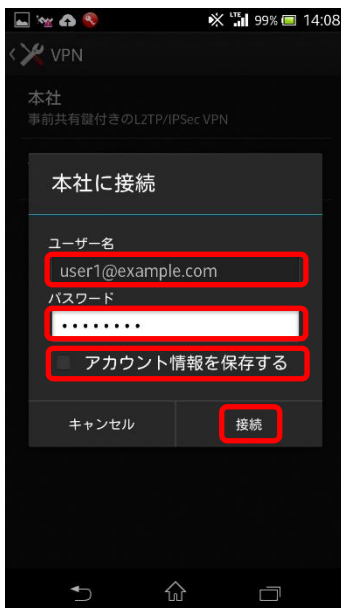 99% 14:08
VPN
本社
事前共有鍵付きのL2TP/IPSec VPN
本社に接続
ユーザー名
user1@example.com
パスワード
••••••••
アカウント情報を保存する
キャンセル 接続